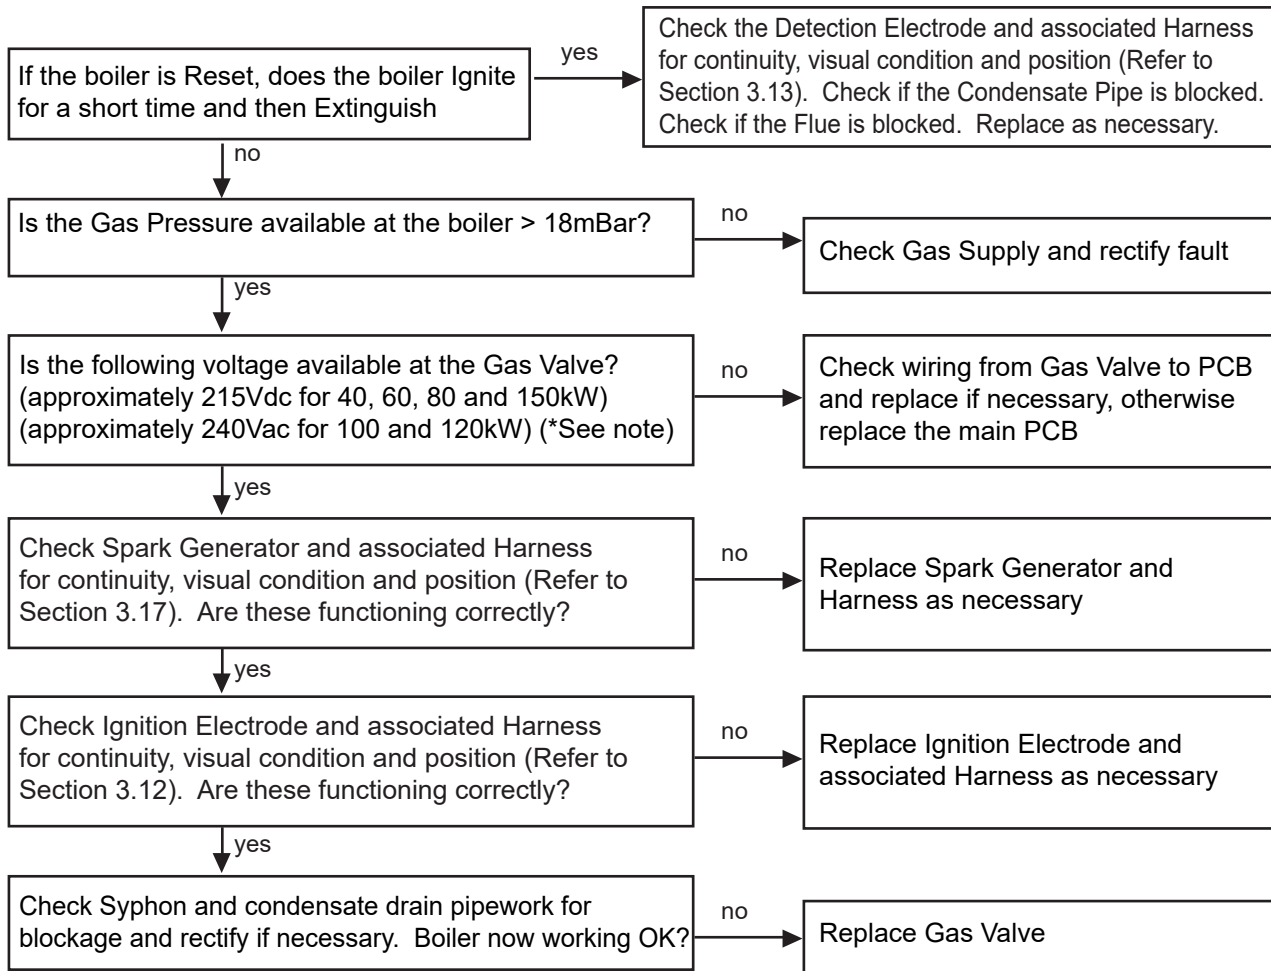 If the boiler is Reset, does the boiler Ignite
for a short time and then Extinguish
yes
Check the Detection Electrode and associated Harness
for continuity, visual condition and position (Refer to
Section 3.13).  Check if the Condensate Pipe is blocked.
Check if the Flue is blocked.  Replace as necessary.
no
Is the Gas Pressure available at the boiler > 18mBar?
no
Check Gas Supply and rectify fault
yes
Is the following voltage available at the Gas Valve?
(approximately 215Vdc for 40, 60, 80 and 150kW)
(approximately 240Vac for 100 and 120kW) (*See note)
no
Check wiring from Gas Valve to PCB
and replace if necessary, otherwise
replace the main PCB
yes
Check Spark Generator and associated Harness
for continuity, visual condition and position (Refer to
Section 3.17).  Are these functioning correctly?
no
Replace Spark Generator and
Harness as necessary
yes
Check Ignition Electrode and associated Harness
for continuity, visual condition and position (Refer to
Section 3.12).  Are these functioning correctly?
no
Replace Ignition Electrode and
associated Harness as necessary
yes
Check Syphon and condensate drain pipework for
blockage and rectify if necessary.  Boiler now working OK?
no
Replace Gas Valve